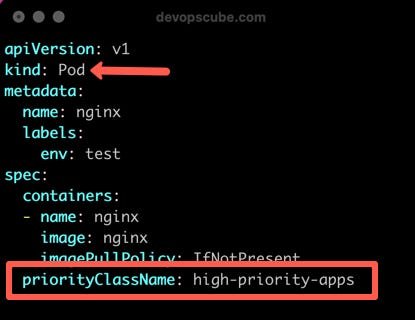 devopscube.com
apiVersion: v1
kind: Pod
metadata:
  name: nginx
  labels:
    env: test
spec:
  containers:
  - name: nginx
    image: nginx
    imagePullPolicy: IfNotPresent
  priorityClassName: high-priority-apps